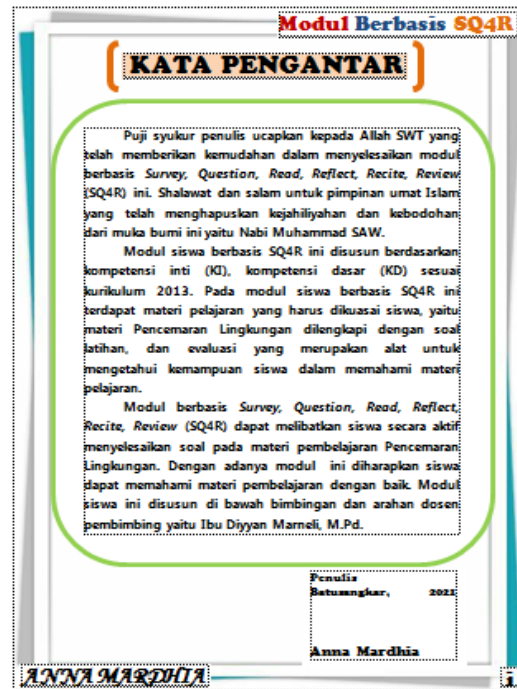 Modul Berbasis SQ4R
KATA PENGANTAR
Puji syukur penulis ucapkan kepada Allah SWT yang
telah memberikan kemudahan dalam menyelesaikan modul
berbasis Survey, Question, Read, Reflect, Recite, Review
(SQ4R) ini. Shalawat dan salam untuk pimpinan umat Islam
yang telah menghapuskan kejahiliyahan dan kebodohan
dari muka bumi ini yaitu Nabi Muhammad SAW.
Modul siswa berbasis SQ4R ini disusun berdasarkan
kompetensi inti (KI), kompetensi dasar (KD) sesuai
kurikulum 2013. Pada modul siswa berbasis SQ4R ini
terdapat materi pelajaran yang harus dikuasai siswa, yaitu
materi Pencemaran Lingkungan dilengkapi dengan soal
latihan, dan evaluasi yang merupakan alat untuk
mengetahui kemampuan siswa dalam memahami materi
pelajaran.
Modul berbasis Survey, Question, Read, Reflect,
Recite, Review (SQ4R) dapat melibatkan siswa secara aktif
menyelesaikan soal pada materi pembelajaran Pencemaran
Lingkungan. Dengan adanya modul ini diharapkan siswa
dapat memahami materi pembelajaran dengan baik. Modul
siswa ini disusun di bawah bimbingan dan arahan dosen
pembimbing yaitu Ibu Diyyan Marneli, M.Pd.
Penulis
Batusangkar, 2021
Anna Mardhia
ANNA MARDHIA
i